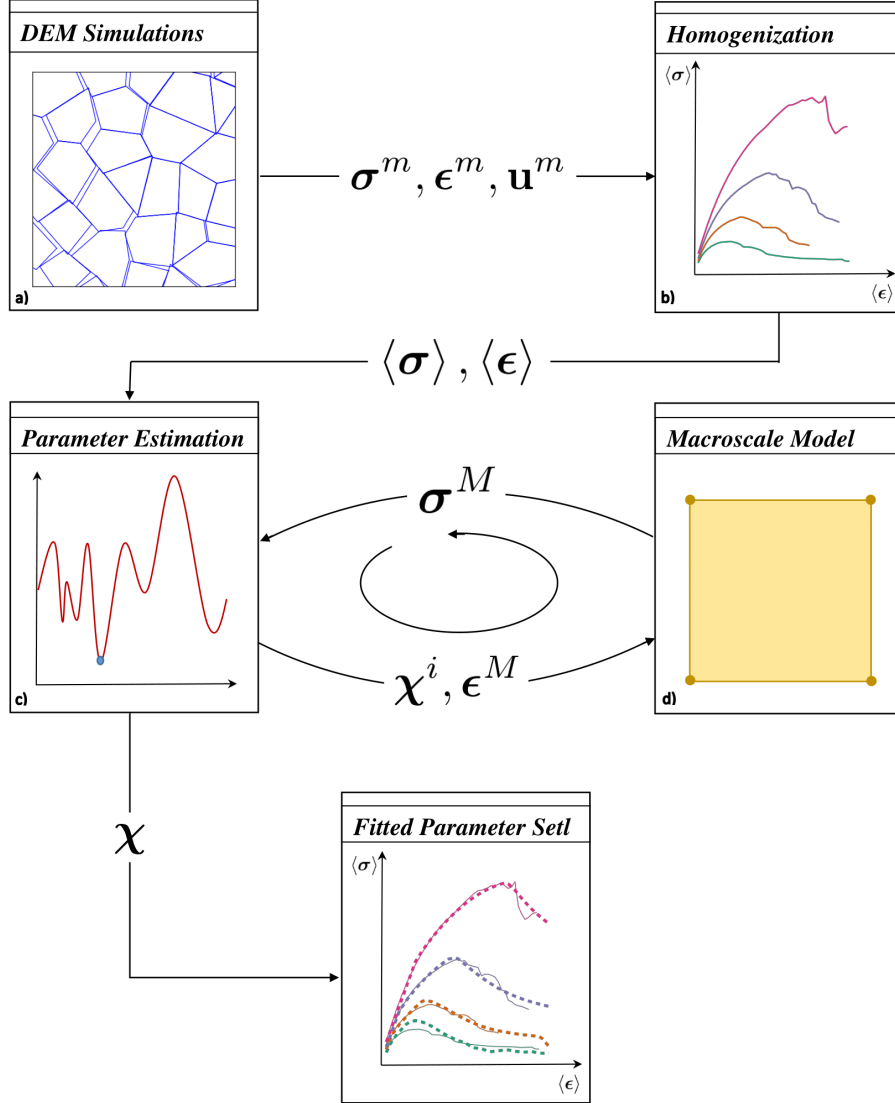 DEM Simulations
a)
σ^m, ϵ^m, u^m
Homogenization
⟨σ⟩
⟨ϵ⟩
b)
⟨σ⟩, ⟨ϵ⟩
Parameter Estimation
c)
σ^M
χ^i, ϵ^M
Macroscale Model
d)
χ
Fitted Parameter Setl
⟨σ⟩
⟨ϵ⟩